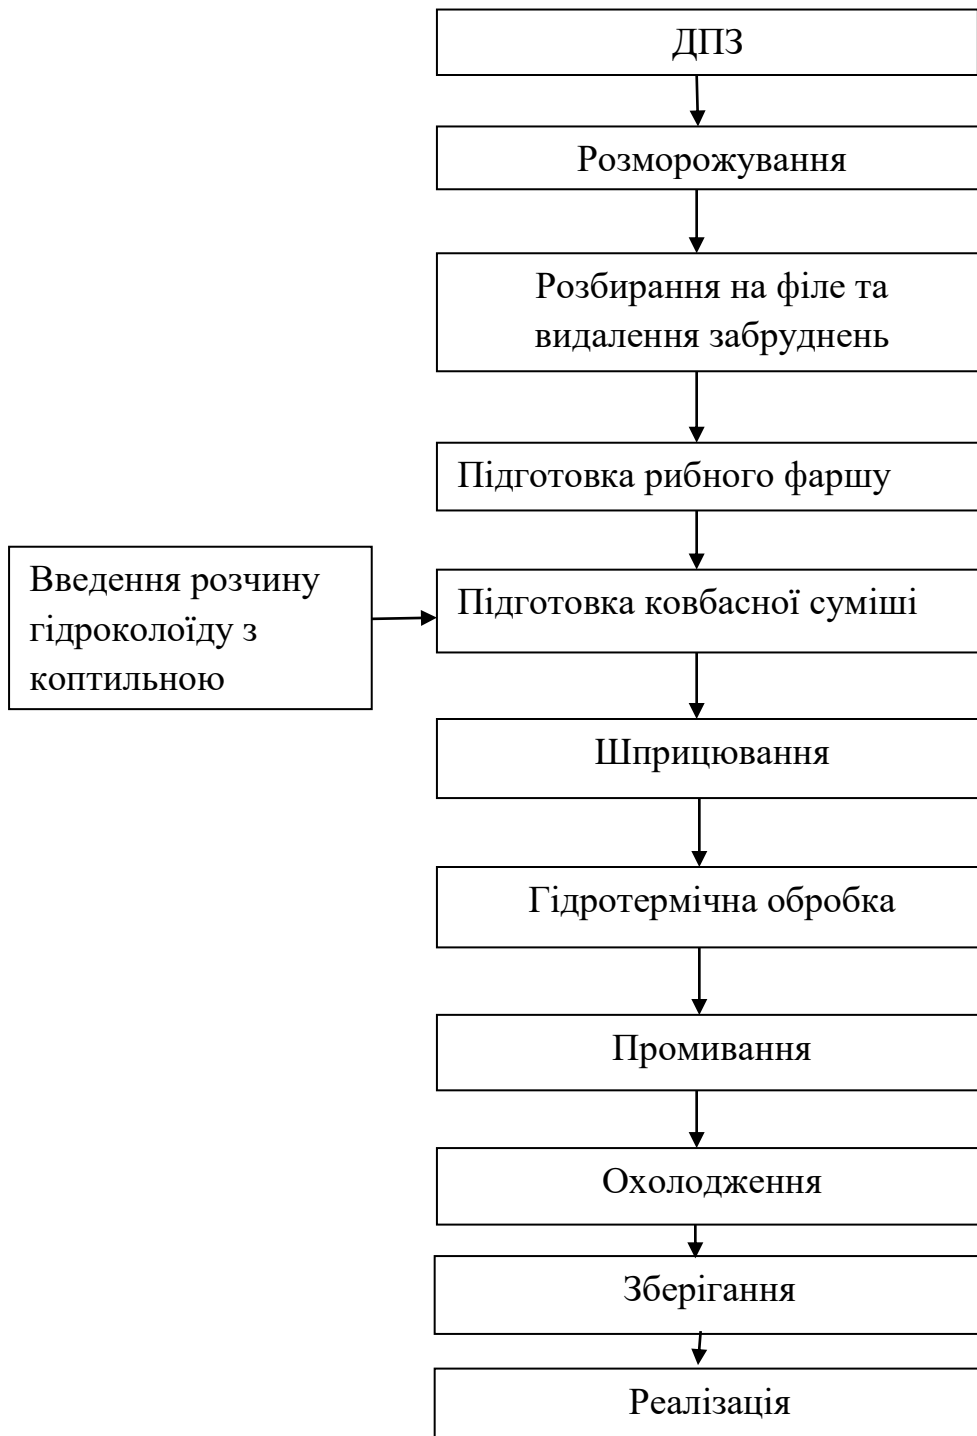 ДПЗ
Розморожування
Розбирання на філе та
видалення забруднень
Підготовка рибного фаршу
Введення розчину
гідроколоїду з
коптильною
Підготовка ковбасної суміші
Шприцювання
Гідротермічна обробка
Промивання
Охолодження
Зберігання
Реалізація